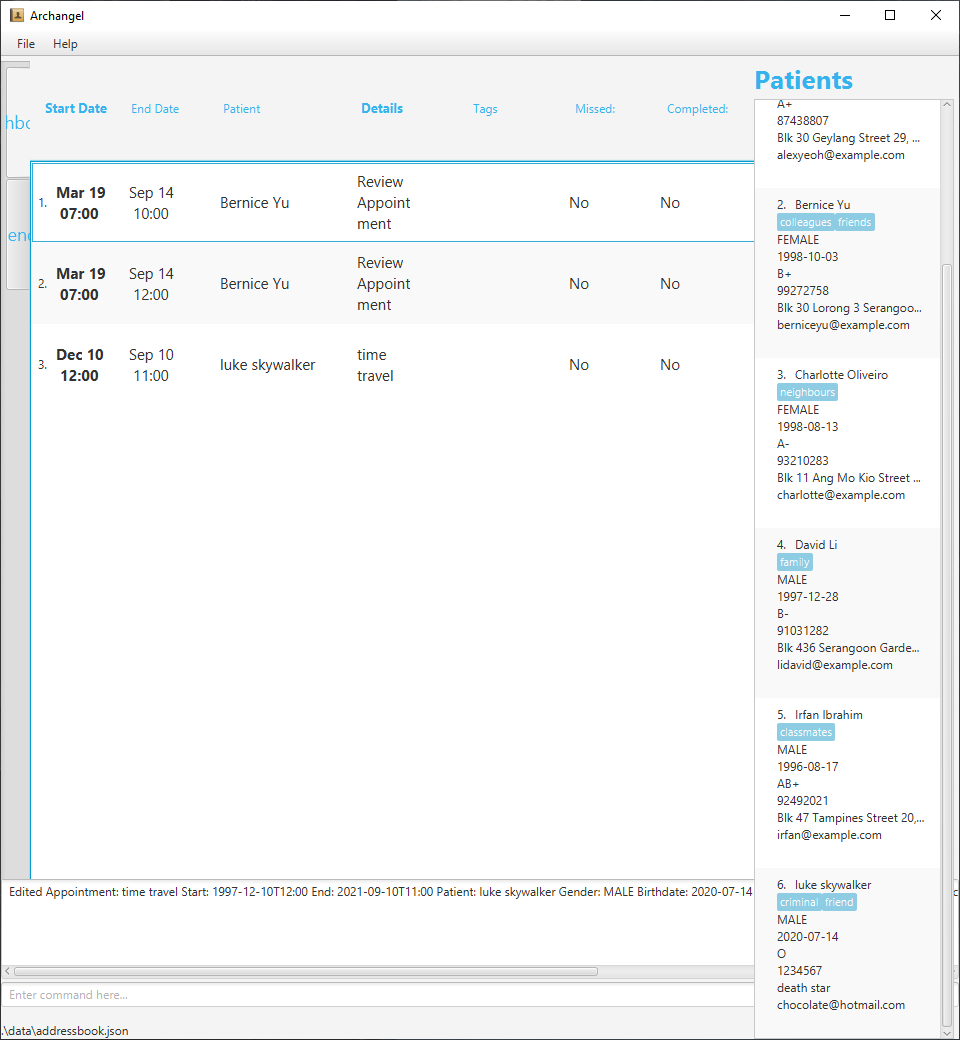 Archangel
File Help
hbo
end
Start Date End Date Patient Details Tags Missed: Completed:
1. Mar 19 07:00 Sep 14 10:00 Bernice Yu Review Appoint ment No No
2. Mar 19 07:00 Sep 14 12:00 Bernice Yu Review Appoint ment No No
3. Dec 10 12:00 Sep 10 11:00 luke skywalker time travel No No
Patients
A+
87438807
Blk 30 Geylang Street 29, ...
alexyeoh@example.com
2. Bernice Yu
colleagues friends
FEMALE
1998-10-03
B+
99272758
Blk 30 Lorong 3 Serangoo...
berniceyu@example.com
3. Charlotte Oliveiro
neighbours
FEMALE
1998-08-13
A-
93210283
Blk 11 Ang Mo Kio Street ...
charlotte@example.com
4. David Li
family
MALE
1997-12-28
B-
91031282
Blk 436 Serangoon Garde...
lidavid@example.com
5. Irfan Ibrahim
classmates
MALE
1996-08-17
AB+
92492021
Blk 47 Tampines Street 20,...
irfan@example.com
6. luke skywalker
criminal friend
MALE
2020-07-14
O
1234567
death star
chocolate@hotmail.com
Edited Appointment: time travel Start: 1997-12-10T12:00 End: 2021-09-10T11:00 Patient: luke skywalker Gender: MALE Birthdate: 2020-07-14
Enter command here...
.\data\addressbook.json